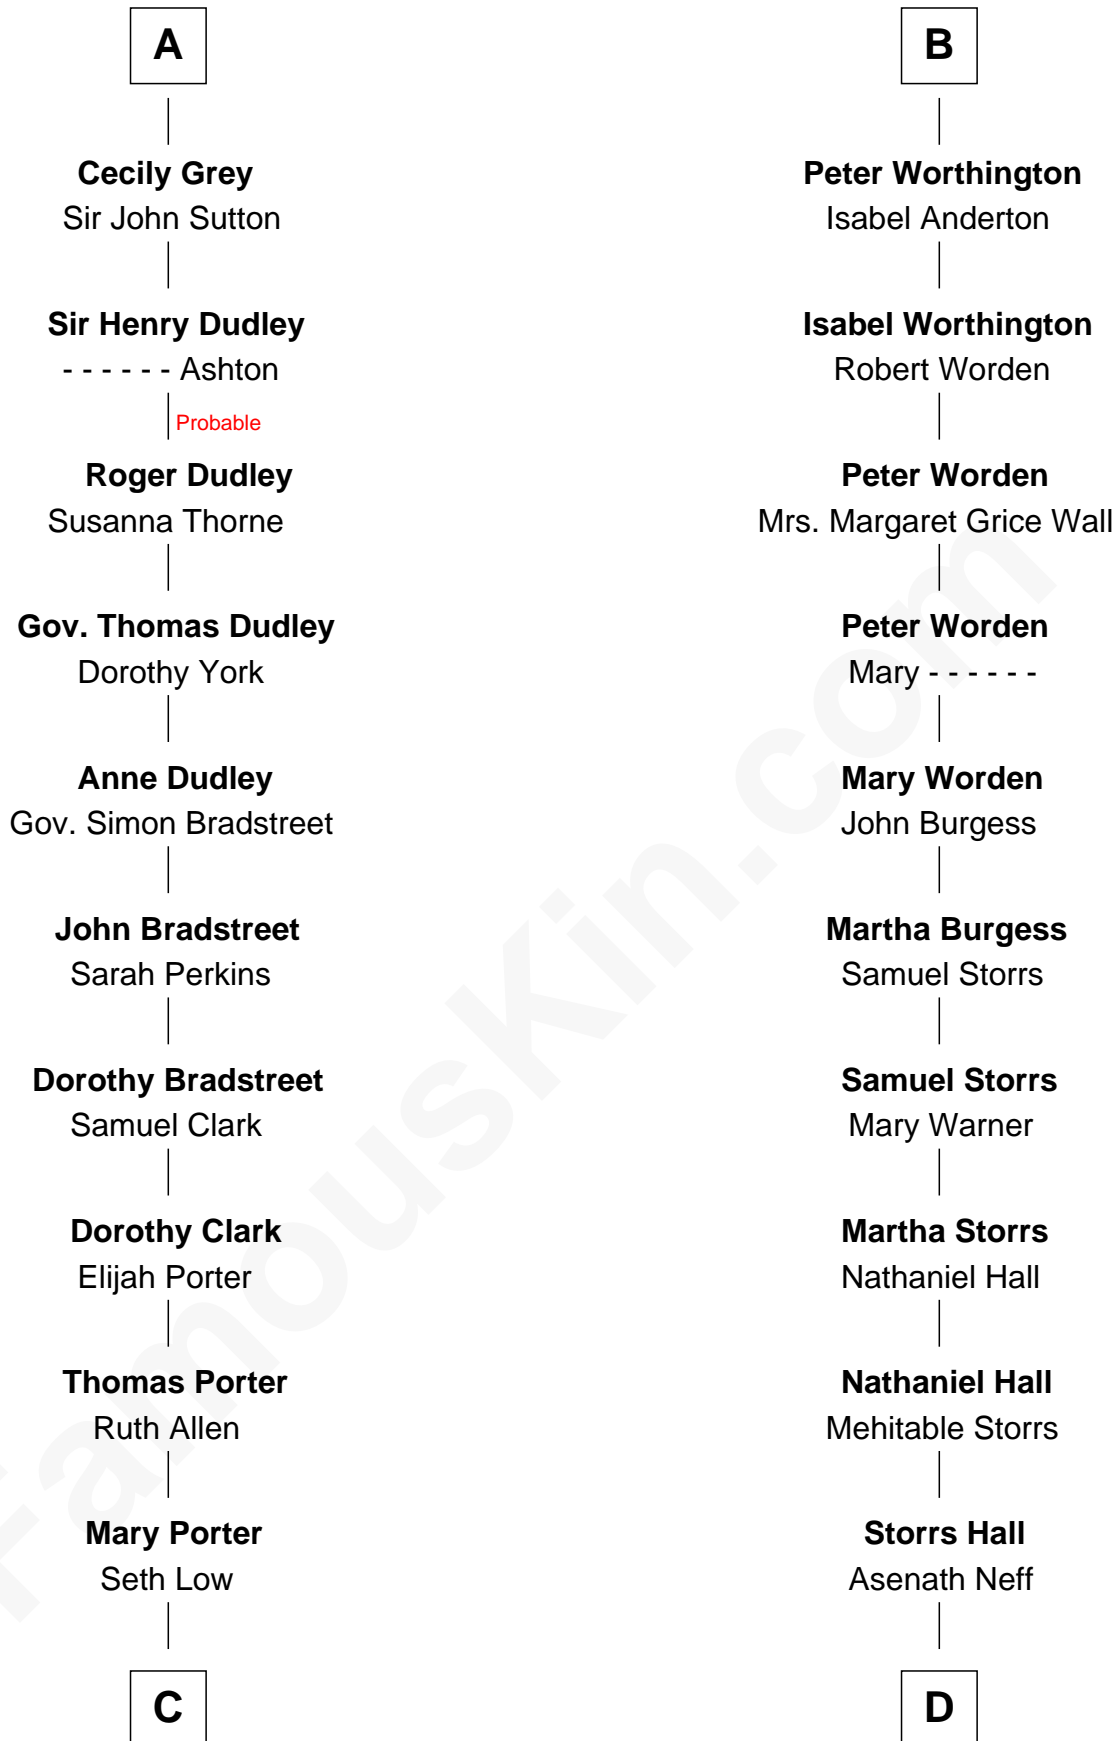 A
Cecily Grey
Sir John Sutton
Sir Henry Dudley
- - - - - - Ashton
Probable
Roger Dudley
Susanna Thorne
Gov. Thomas Dudley
Dorothy York
Anne Dudley
Gov. Simon Bradstreet
John Bradstreet
Sarah Perkins
Dorothy Bradstreet
Samuel Clark
Dorothy Clark
Elijah Porter
Thomas Porter
Ruth Allen
Mary Porter
Seth Low
C
B
Peter Worthington
Isabel Anderton
Isabel Worthington
Robert Worden
Peter Worden
Mrs. Margaret Grice Wall
Peter Worden
Mary - - - - - -
Mary Worden
John Burgess
Martha Burgess
Samuel Storrs
Samuel Storrs
Mary Warner
Martha Storrs
Nathaniel Hall
Nathaniel Hall
Mehitable Storrs
Storrs Hall
Asenath Neff
D
FamousKin.com